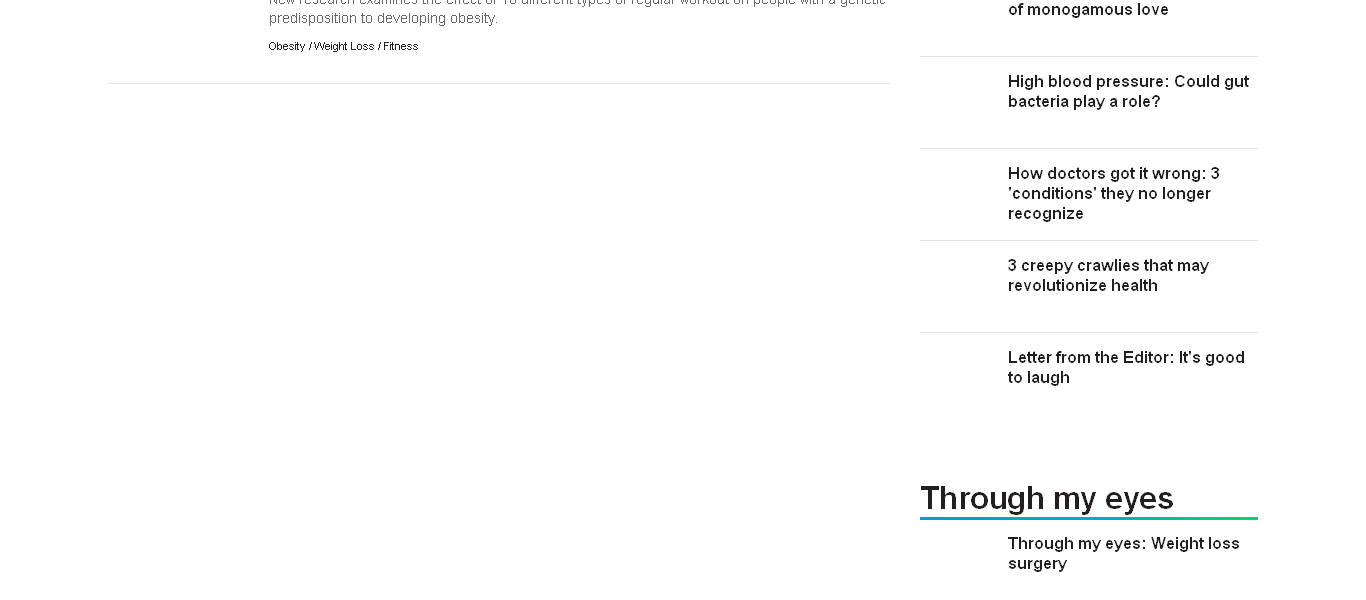 New research examines the effect of 18 different types of regular workout on people with a genetic
predisposition to developing obesity.
Obesity / Weight Loss / Fitness
of monogamous love
High blood pressure: Could gut
bacteria play a role?
How doctors got it wrong: 3
'conditions' they no longer
recognize
3 creepy crawlies that may
revolutionize health
Letter from the Editor: It's good
to laugh
Through my eyes
Through my eyes: Weight loss
surgery